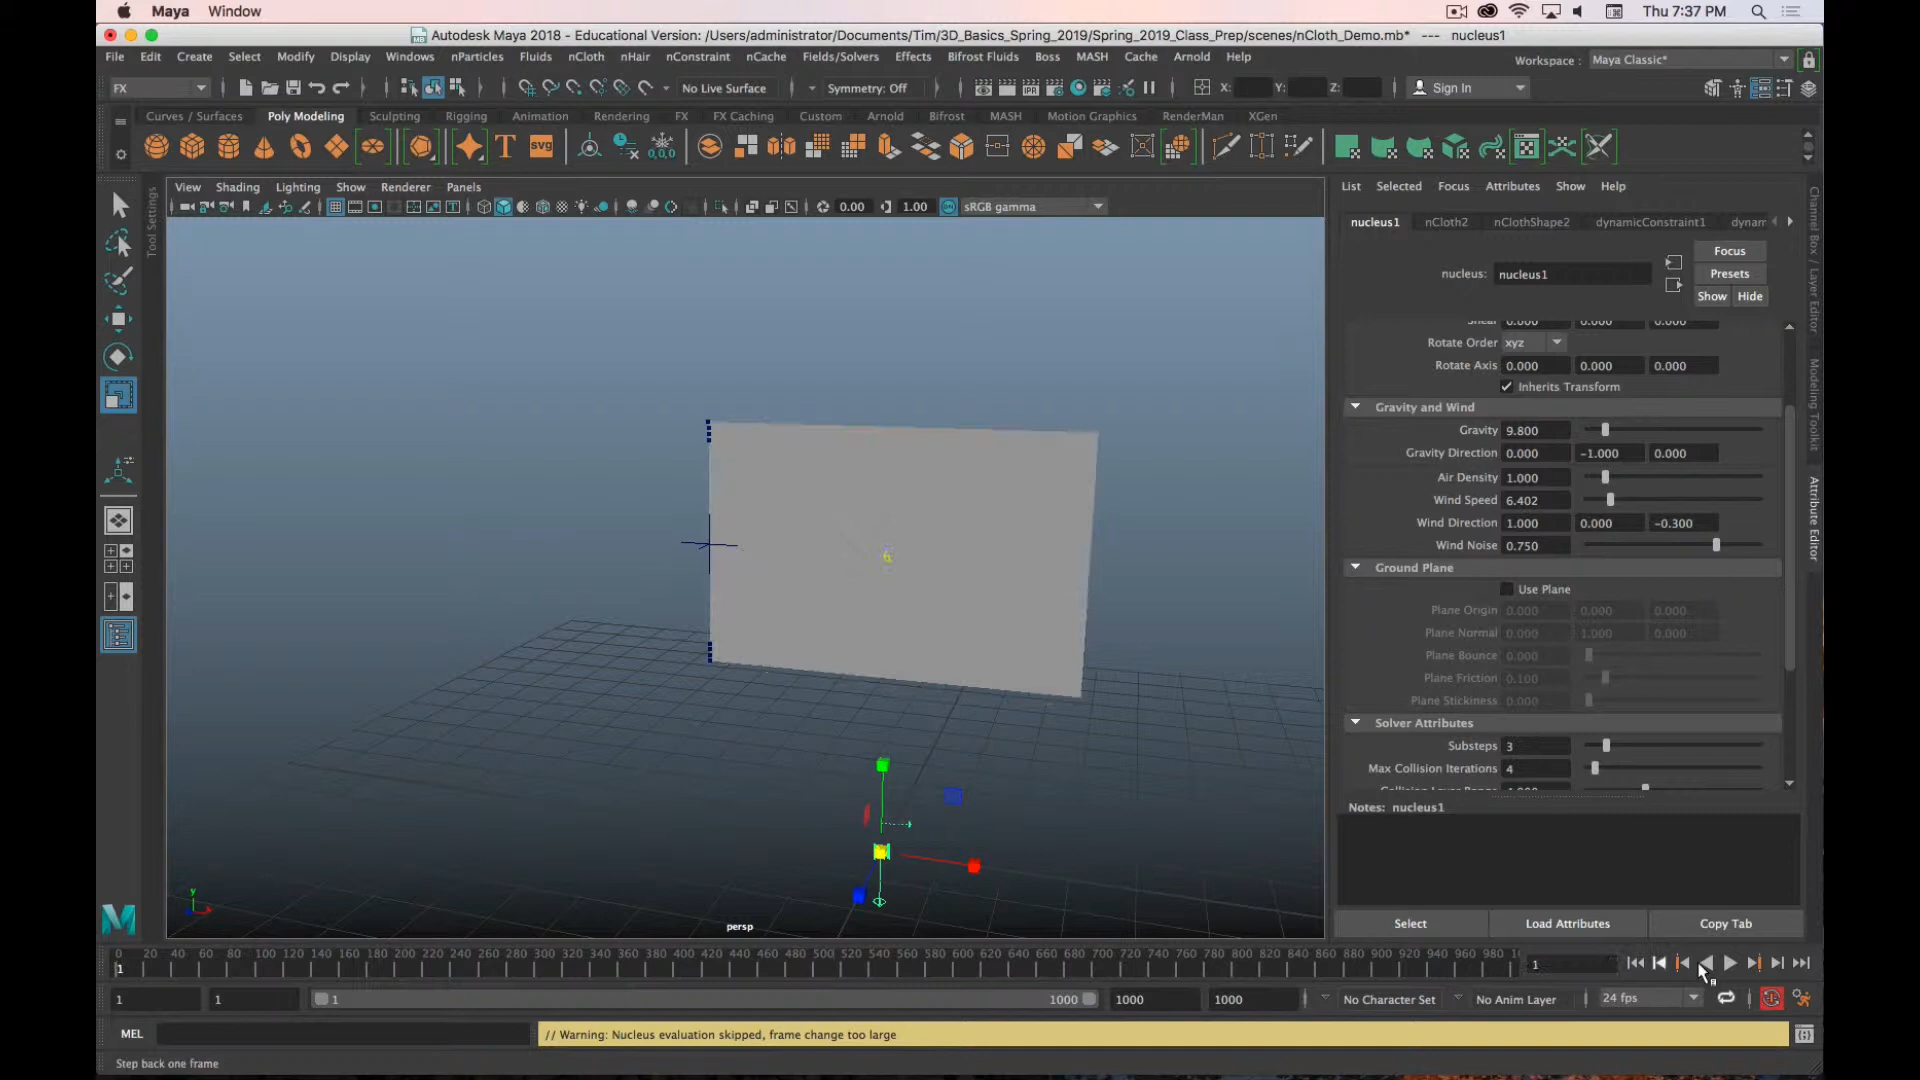 Maya Window Thu 7:37 PM
Autodesk Maya 2018 - Educational Version: /Users/administrator/Documents/Tim/3D_Basics_Spring_2019/Spring_2019_Class_Prep/scenes/nCloth_Demo.mb* --- nucleus1
File Edit Create Select Modify Display Windows nParticles Fluids nCloth nHair nConstraint nCache Fields/Solvers Effects Bifrost Fluids Boss MASH Cache Arnold Help Workspace : Maya Classic*
FX No Live Surface Symmetry: Off X: Y: Z: Sign In
Curves / Surfaces Poly Modeling Sculpting Rigging Animation Rendering FX FX Caching Custom Arnold Bifrost MASH Motion Graphics RenderMan XGen
T SVG 0,0,0
View Shading Lighting Show Renderer Panels
0.00 1.00 sRGB gamma
Tool Settings
List Selected Focus Attributes Show Help
nucleus1 nCloth2 nClothShape2 dynamicConstraint1 dynam
Focus
nucleus: nucleus1 Presets
Show Hide
Shear 0.000 0.000 0.000
Rotate Order xyz
Rotate Axis 0.000 0.000 0.000
Inherits Transform
Gravity and Wind
Gravity 9.800
Gravity Direction 0.000 -1.000 0.000
Air Density 1.000
Wind Speed 6.402
Wind Direction 1.000 0.000 -0.300
Wind Noise 0.750
Ground Plane
Use Plane
Plane Origin 0.000 0.000 0.000
Plane Normal 0.000 1.000 0.000
Plane Bounce 0.000
Plane Friction 0.100
Plane Stickiness 0.000
Solver Attributes
Substeps 3
Max Collision Iterations 4
Notes: nucleus1
Select Load Attributes Copy Tab
Channel Box / Layer Editor
Modeling Toolkit
Attribute Editor
y
persp
0 20 40 60 80 100 120 140 160 180 200 220 240 260 280 300 320 340 360 380 400 420 440 460 480 500 520 540 560 580 600 620 640 660 680 700 720 740 760 780 800 820 840 860 880 900 920 940 960 980
1 1
1 1 1 1000 1000 1000 No Character Set No Anim Layer 24 fps
MEL // Warning: Nucleus evaluation skipped, frame change too large
Step back one frame